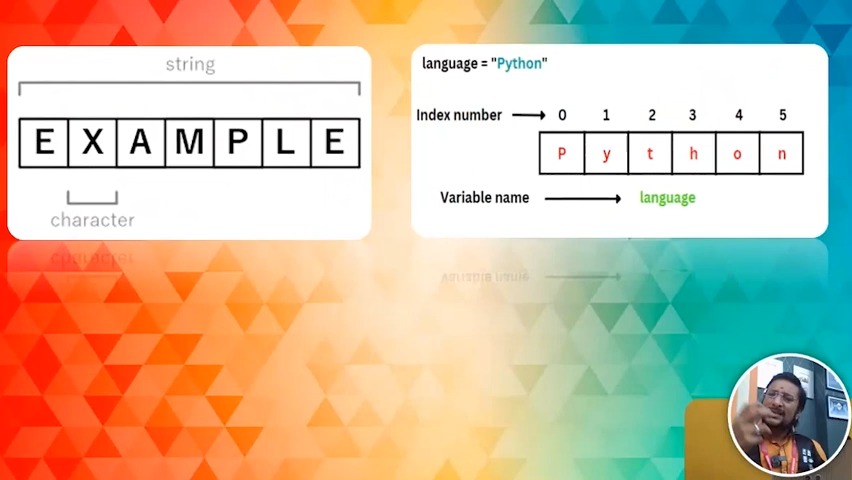 string
E X A M P L E
character
language = "Python"
Index number 0 1 2 3 4 5
P y t h o n
Variable name language